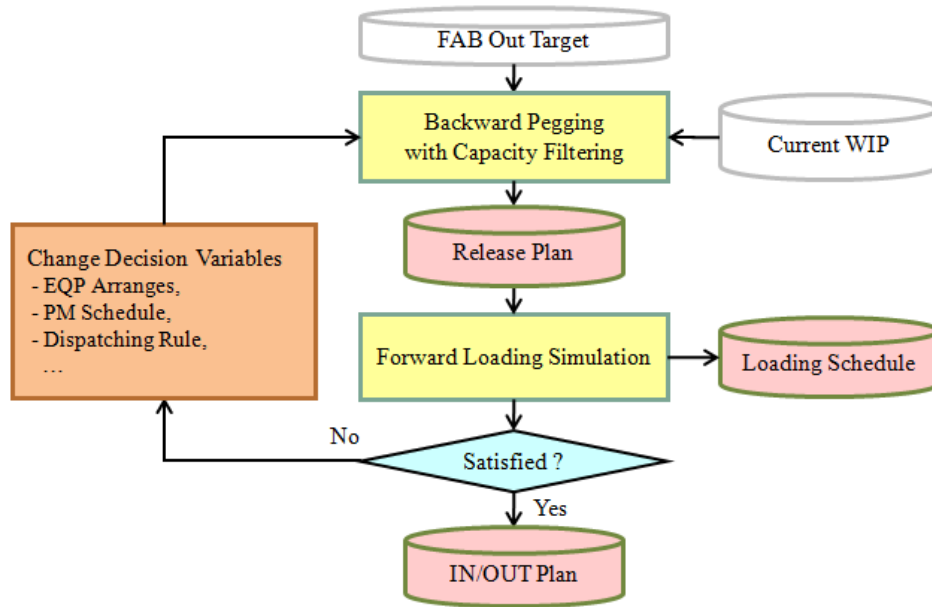 FAB Out Target
Backward Pegging
with Capacity Filtering
Current WIP
Release Plan
Change Decision Variables
- EQP Arranges,
- PM Schedule,
- Dispatching Rule,
...
Forward Loading Simulation
Loading Schedule
No
Satisfied ?
Yes
IN/OUT Plan